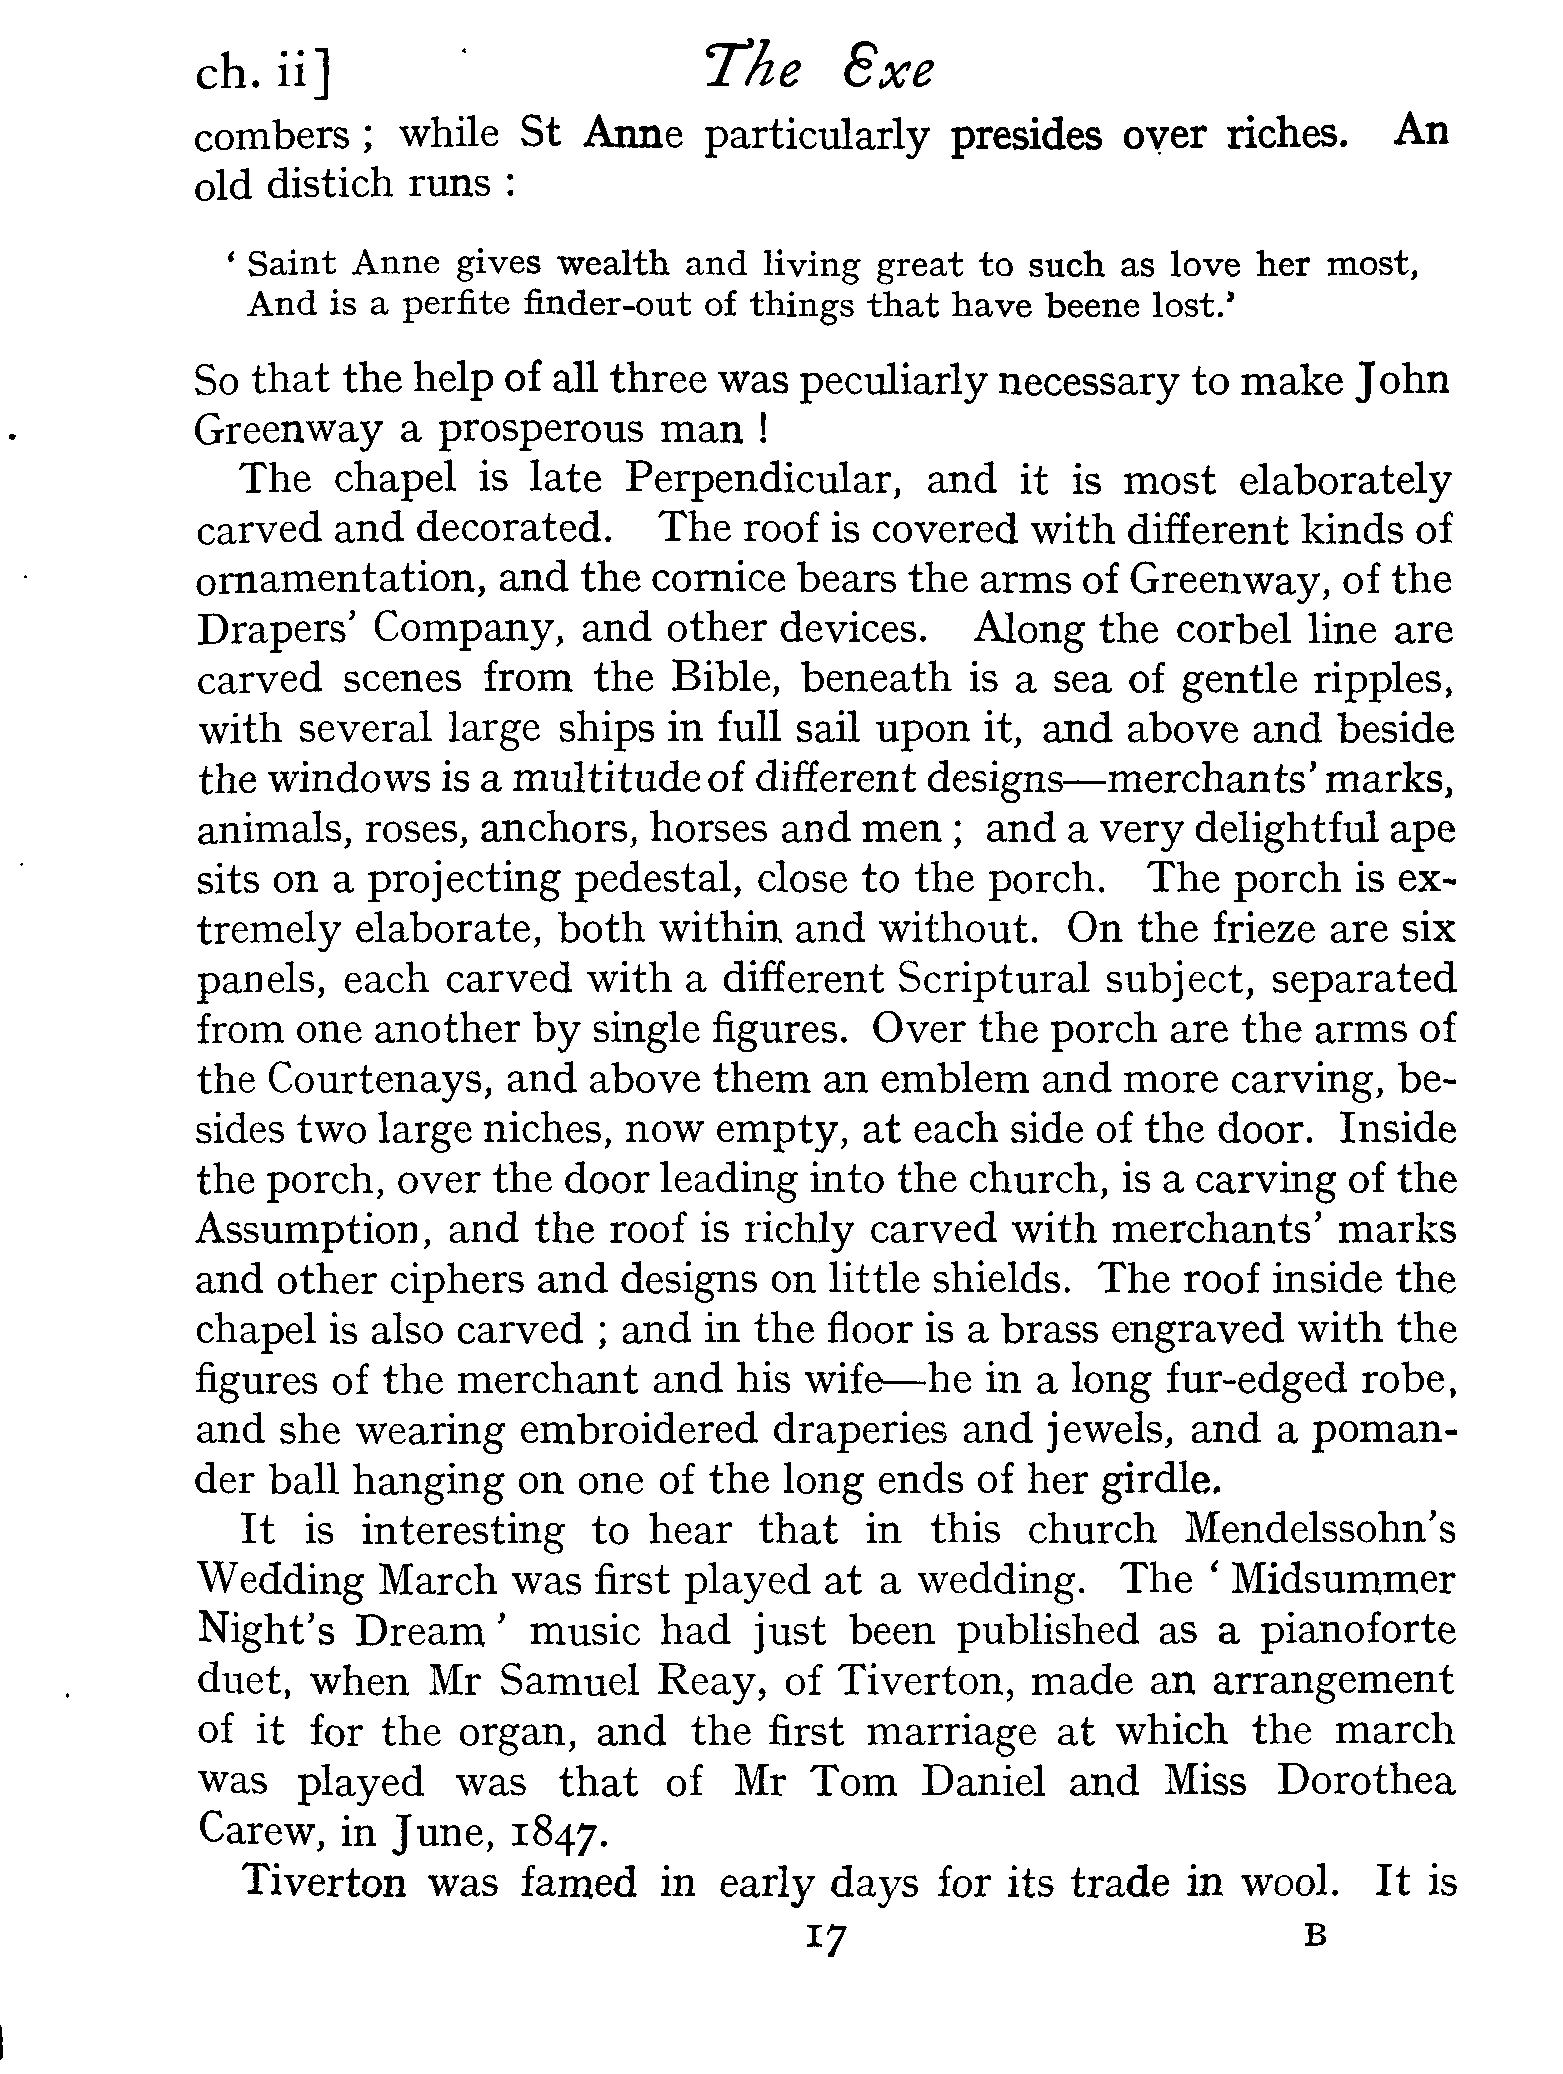 ch. ii] The Exe
combers ; while St Anne particularly presides over riches. An
old distich runs :
‘ Saint Anne gives wealth and living great to such as love her most,
And is a perfite finder-out of things that have beene lost.’
So that the help of all three was peculiarly necessary to make John
Greenway a prosperous man !
The chapel is late Perpendicular, and it is most elaborately
carved and decorated. The roof is covered with different kinds of
ornamentation, and the cornice bears the arms of Greenway, of the
Drapers’ Company, and other devices. Along the corbel line are
carved scenes from the Bible, beneath is a sea of gentle ripples,
with several large ships in full sail upon it, and above and beside
the windows is a multitude of different designs—merchants’ marks,
animals, roses, anchors, horses and men ; and a very delightful ape
sits on a projecting pedestal, close to the porch. The porch is ex-
tremely elaborate, both within and without. On the frieze are six
panels, each carved with a different Scriptural subject, separated
from one another by single figures. Over the porch are the arms of
the Courtenays, and above them an emblem and more carving, be-
sides two large niches, now empty, at each side of the door. Inside
the porch, over the door leading into the church, is a carving of the
Assumption, and the roof is richly carved with merchants’ marks
and other ciphers and designs on little shields. The roof inside the
chapel is also carved ; and in the floor is a brass engraved with the
figures of the merchant and his wife—he in a long fur-edged robe,
and she wearing embroidered draperies and jewels, and a poman-
der ball hanging on one of the long ends of her girdle.
It is interesting to hear that in this church Mendelssohn’s
Wedding March was first played at a wedding. The ‘ Midsummer
Night’s Dream ’ music had just been published as a pianoforte
duet, when Mr Samuel Reay, of Tiverton, made an arrangement
of it for the organ, and the first marriage at which the march
was played was that of Mr Tom Daniel and Miss Dorothea
Carew, in June, 1847.
Tiverton was famed in early days for its trade in wool. It is
17 B